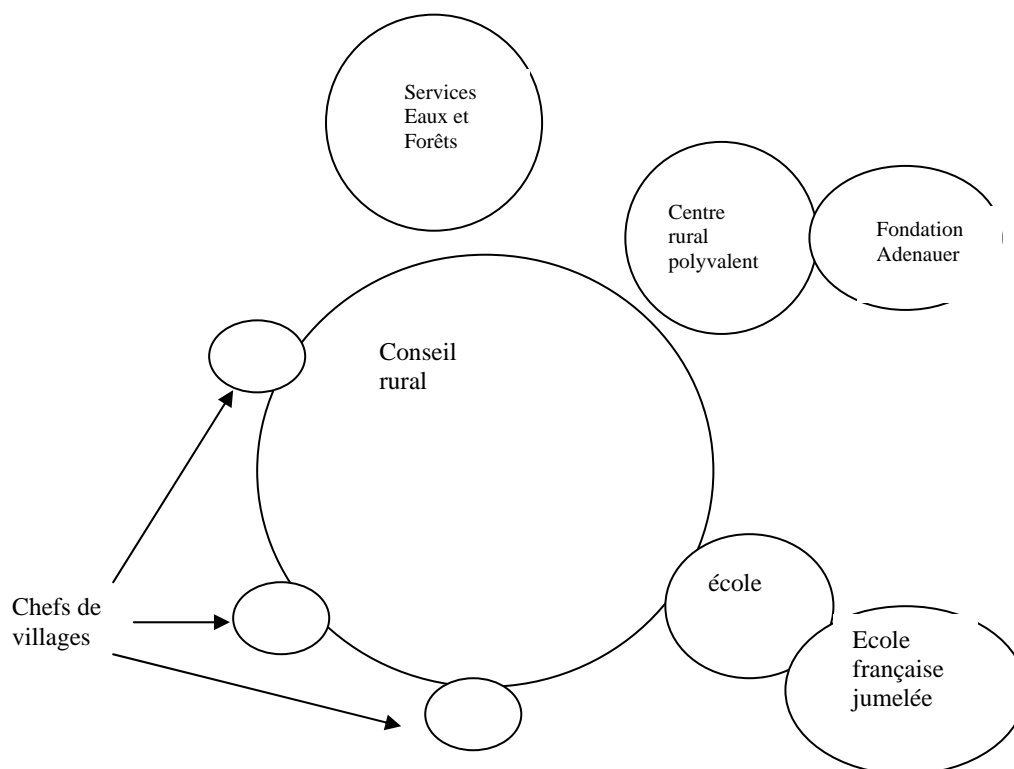 Services
Eaux et
Forêts
Centre
rural
polyvalent
Fondation
Adenauer
Conseil
rural
école
Chefs de
villages
Ecole
française
jumelée